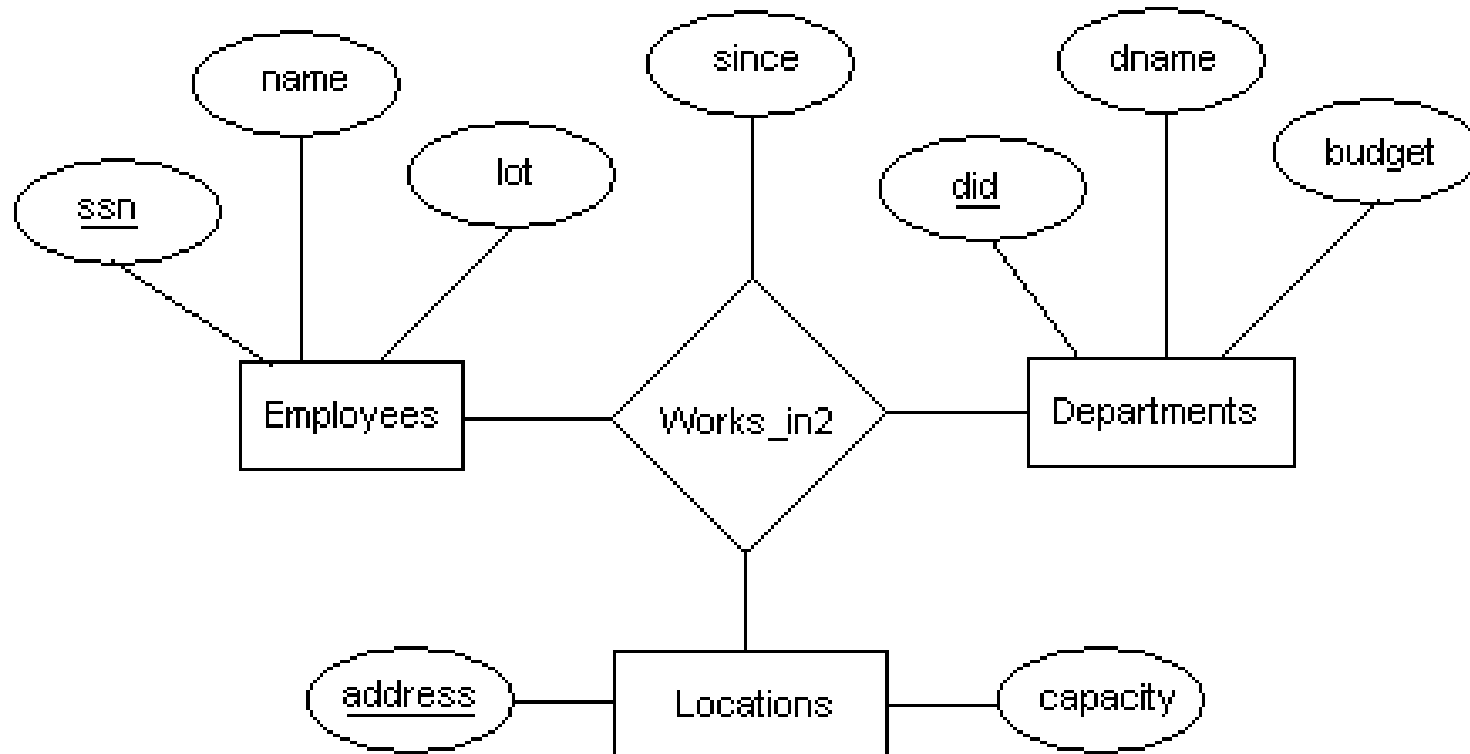 since
dname
name
budget
lot
did
ssn
Employees
Works_in2
Departments
address
Locations
capacity